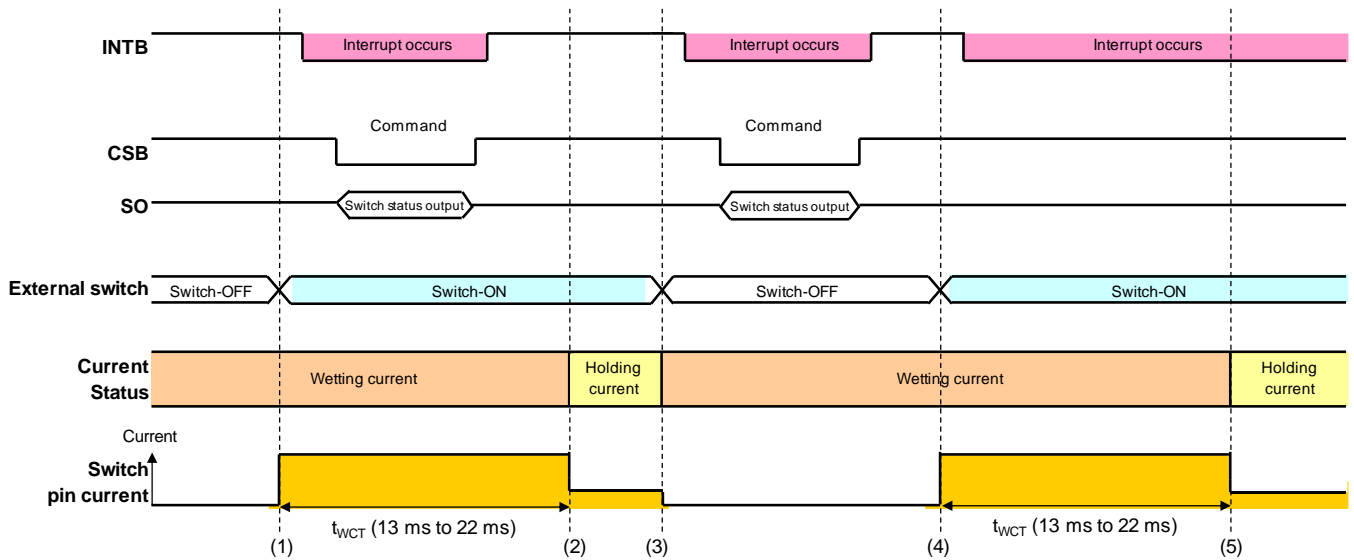 INTB
Interrupt occurs
Interrupt occurs
Interrupt occurs
Command
Command
CSB
SO
Switch status output
Switch status output
External switch
Switch-OFF
Switch-ON
Switch-OFF
Switch-ON
Current
Status
Wetting current
Holding
current
Wetting current
Holding
current
Current
Switch
pin current
tWCT (13 ms to 22 ms)
tWCT (13 ms to 22 ms)
(1)
(2)
(3)
(4)
(5)